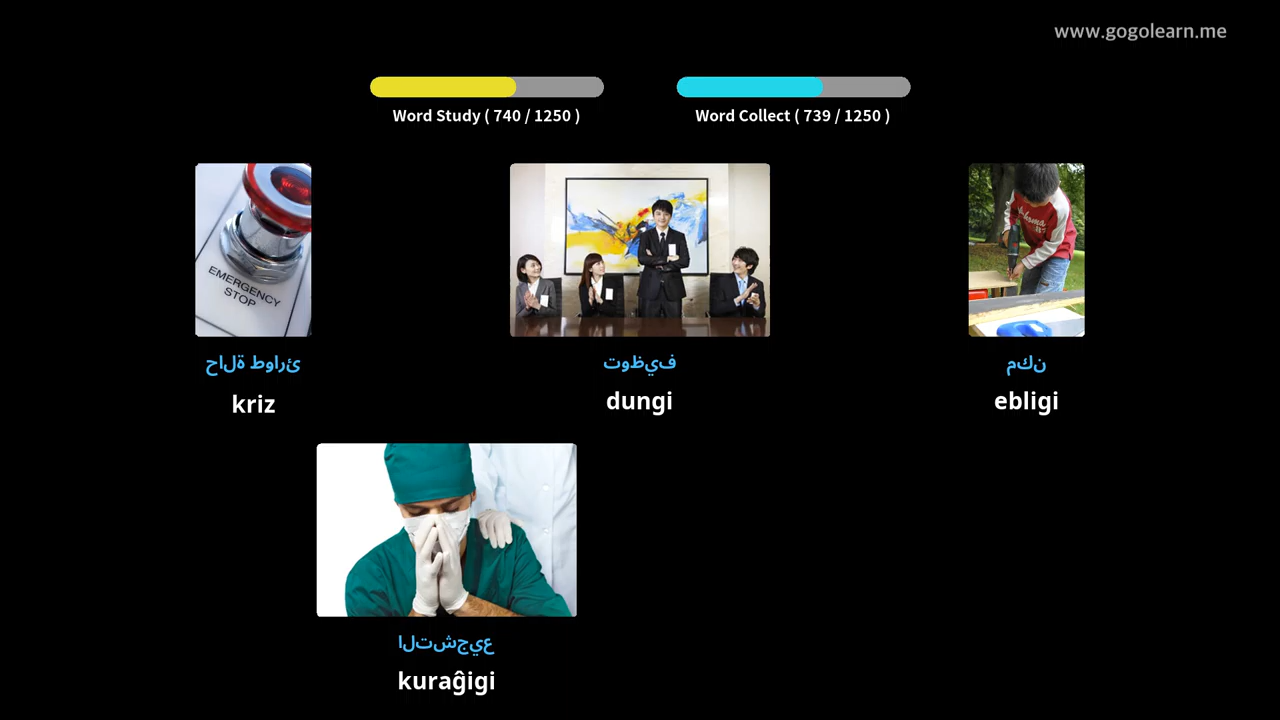 www.gogolearn.me
Word Study ( 740 / 1250 )
Word Collect ( 739 / 1250 )
EMERGENCY
STOP
حالة طوارئ
توظيف
مكن
kriz
dungi
ebligi
التشجيع
kuraĝigi